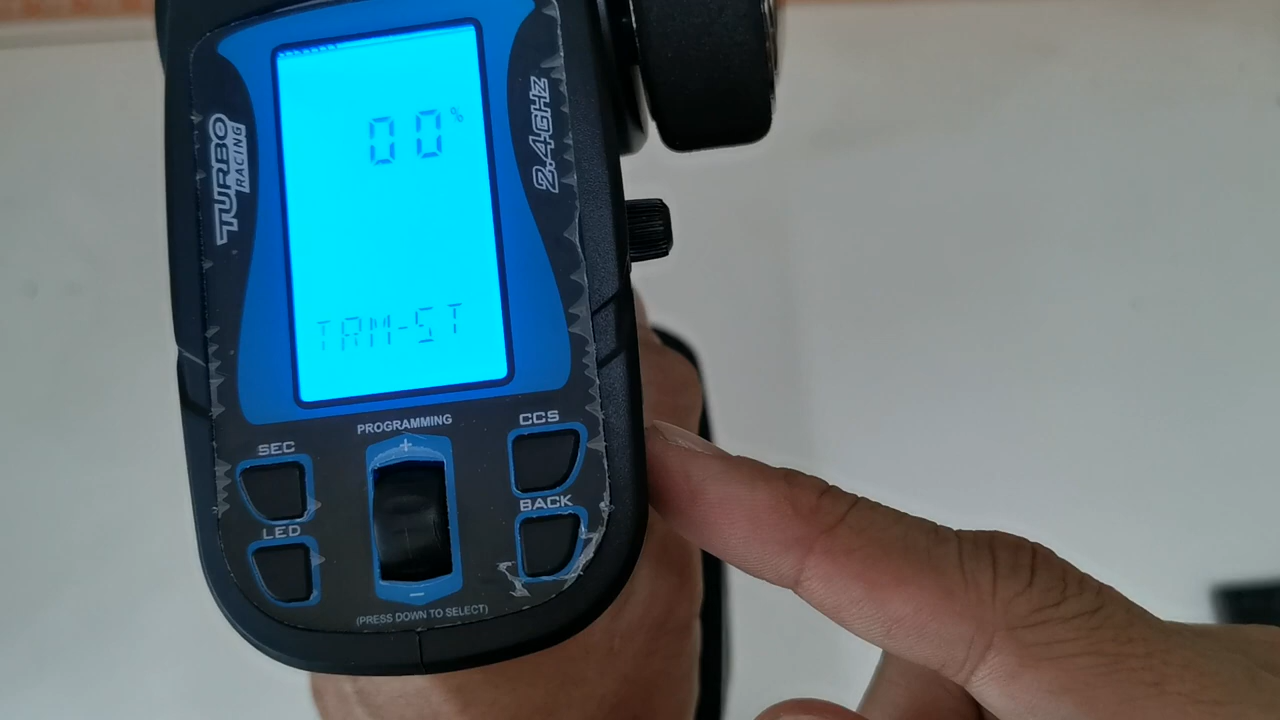 00%
TURBO
RACING
2.4GHz
TRM-ST
PROGRAMMING
CCS
SEC
+
BACK
LED
−
(PRESS DOWN TO SELECT)